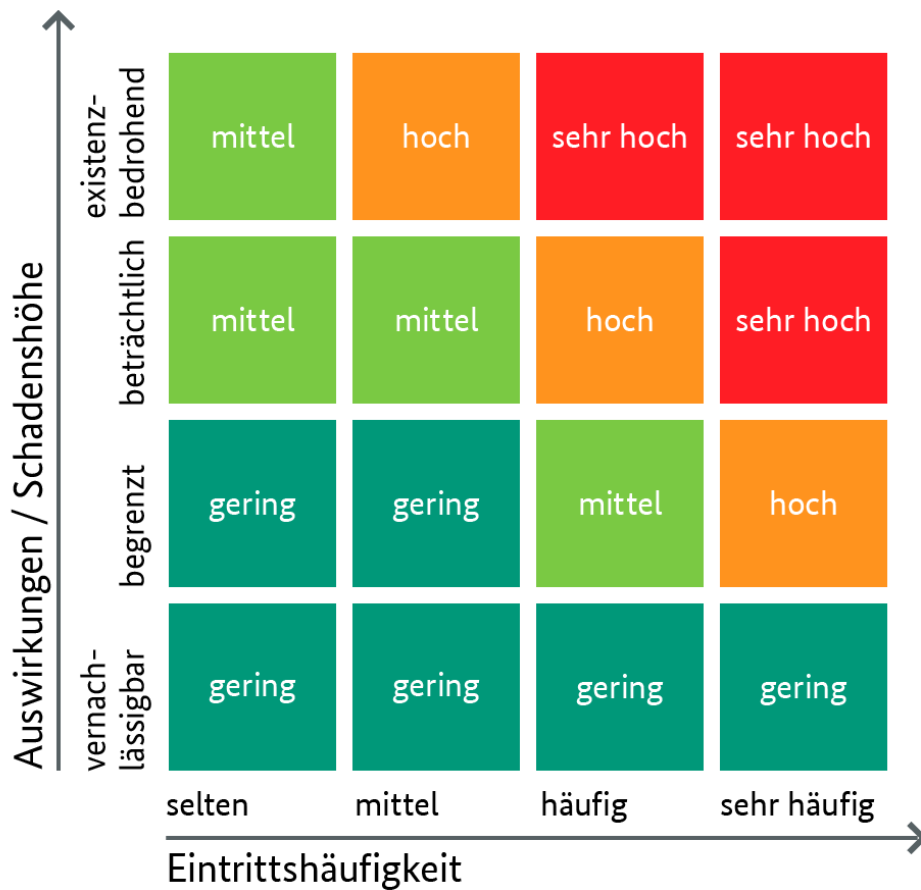 Auswirkungen / Schadenshöhe
existenz-
bedrohend
mittel
hoch
sehr hoch
sehr hoch
beträchtlich
mittel
mittel
hoch
sehr hoch
begrenzt
gering
gering
mittel
hoch
vernach-
lässigbar
gering
gering
gering
gering
selten
mittel
häufig
sehr häufig
Eintrittshäufigkeit